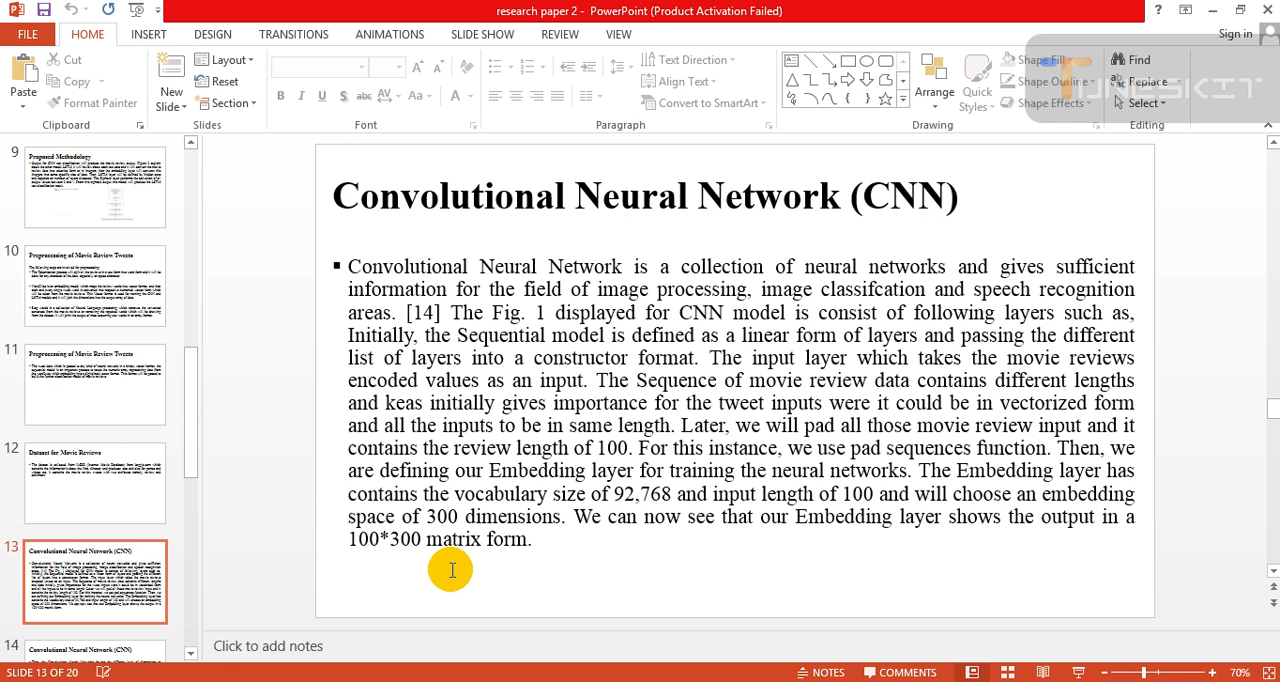 research paper 2 - PowerPoint (Product Activation Failed)
FILE HOME INSERT DESIGN TRANSITIONS ANIMATIONS SLIDE SHOW REVIEW VIEW Sign in
Paste
Cut
Copy
Format Painter
Clipboard
New
Slide
Layout
Reset
Section
Slides
Font
Text Direction
Align Text
Convert to SmartArt
Paragraph
Arrange
Quick
Styles
Shape Fill
Shape Outline
Shape Effects
Drawing
Find
Replace
Select
Editing
TUNESKIT
9
Proposed Methodology
10
Preprocessing of Movie Review Tweets
11
Preprocessing of Movie Review Tweets
12
Dataset for Movie Reviews
13
Convolutional Neural Network (CNN)
14
Convolutional Neural Network (CNN)
Convolutional Neural Network (CNN)
▪ Convolutional Neural Network is a collection of neural networks and gives sufficient
information for the field of image processing, image classifcation and speech recognition
areas. [14] The Fig. 1 displayed for CNN model is consist of following layers such as,
Initially, the Sequential model is defined as a linear form of layers and passing the different
list of layers into a constructor format. The input layer which takes the movie reviews
encoded values as an input. The Sequence of movie review data contains different lengths
and keas initially gives importance for the tweet inputs were it could be in vectorized form
and all the inputs to be in same length. Later, we will pad all those movie review input and it
contains the review length of 100. For this instance, we use pad sequences function. Then, we
are defining our Embedding layer for training the neural networks. The Embedding layer has
contains the vocabulary size of 92,768 and input length of 100 and will choose an embedding
space of 300 dimensions. We can now see that our Embedding layer shows the output in a
100*300 matrix form.
Click to add notes
SLIDE 13 OF 20 NOTES COMMENTS 70%